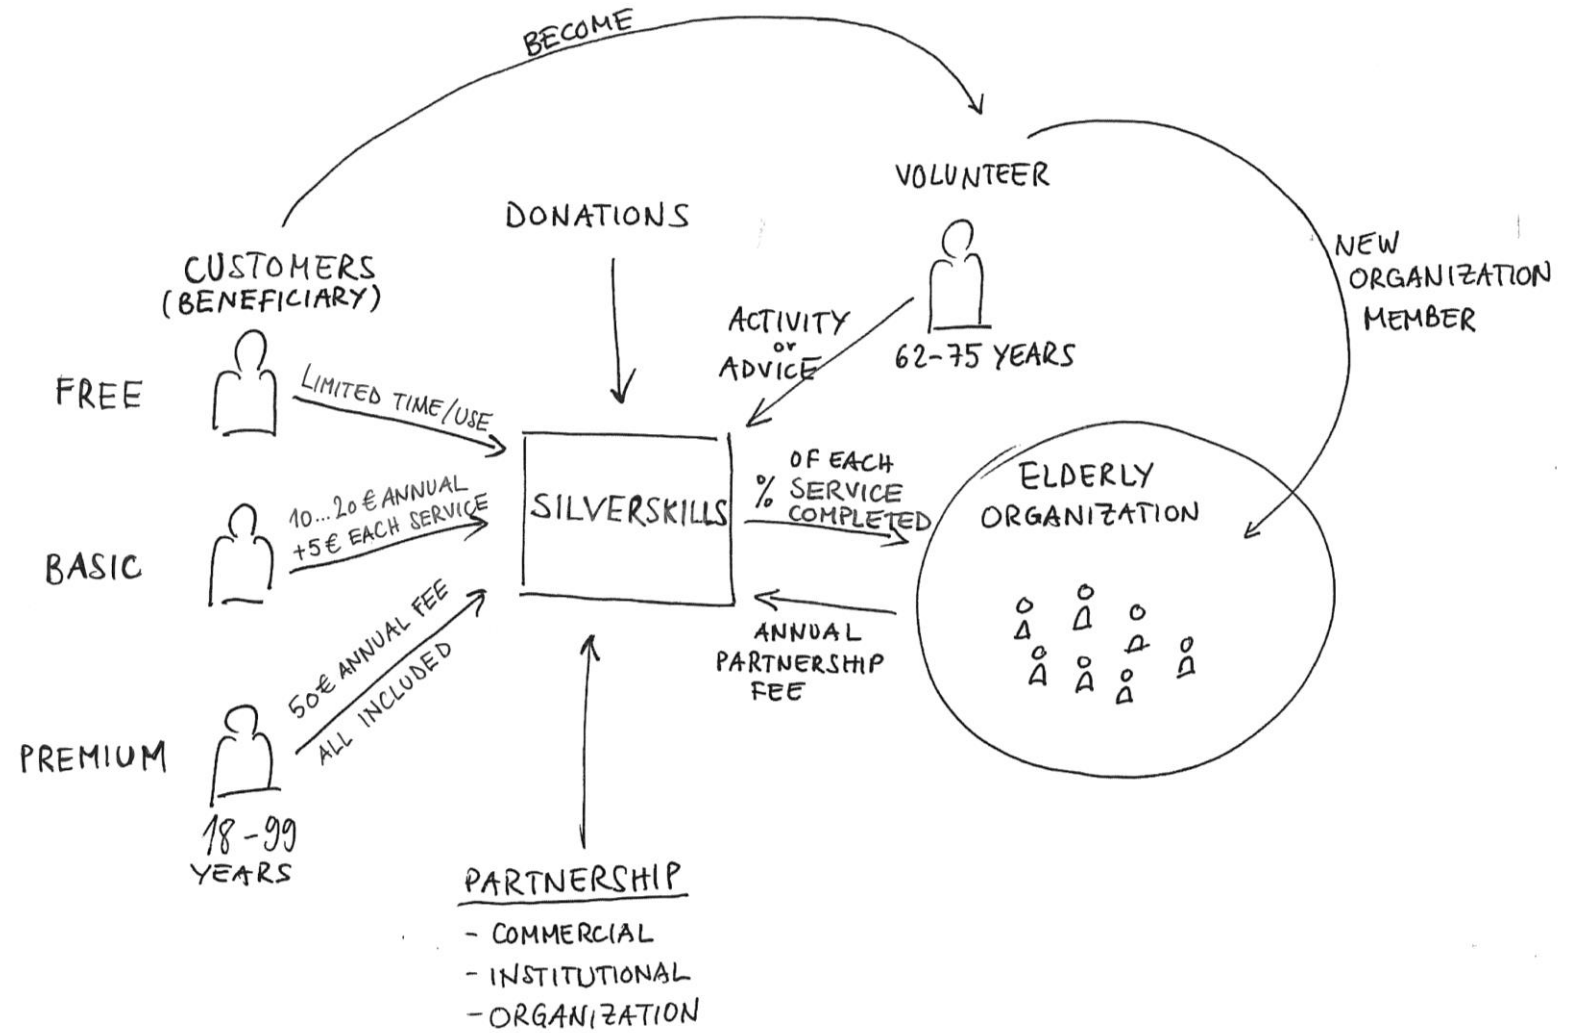 BECOME
VOLUNTEER
DONATIONS
NEW
ORGANIZATION
MEMBER
CUSTOMERS
(BENEFICIARY)
ACTIVITY
or
ADVICE
62-75 YEARS
FREE
LIMITED TIME/USE
OF EACH
% SERVICE
COMPLETED
ELDERLY
ORGANIZATION
SILVERSKILLS
BASIC
10...20€ ANNUAL
+5€ EACH SERVICE
50€ ANNUAL FEE
ALL INCLUDED
ANNUAL
PARTNERSHIP
FEE
PREMIUM
18-99
YEARS
PARTNERSHIP
- COMMERCIAL
- INSTITUTIONAL
- ORGANIZATION